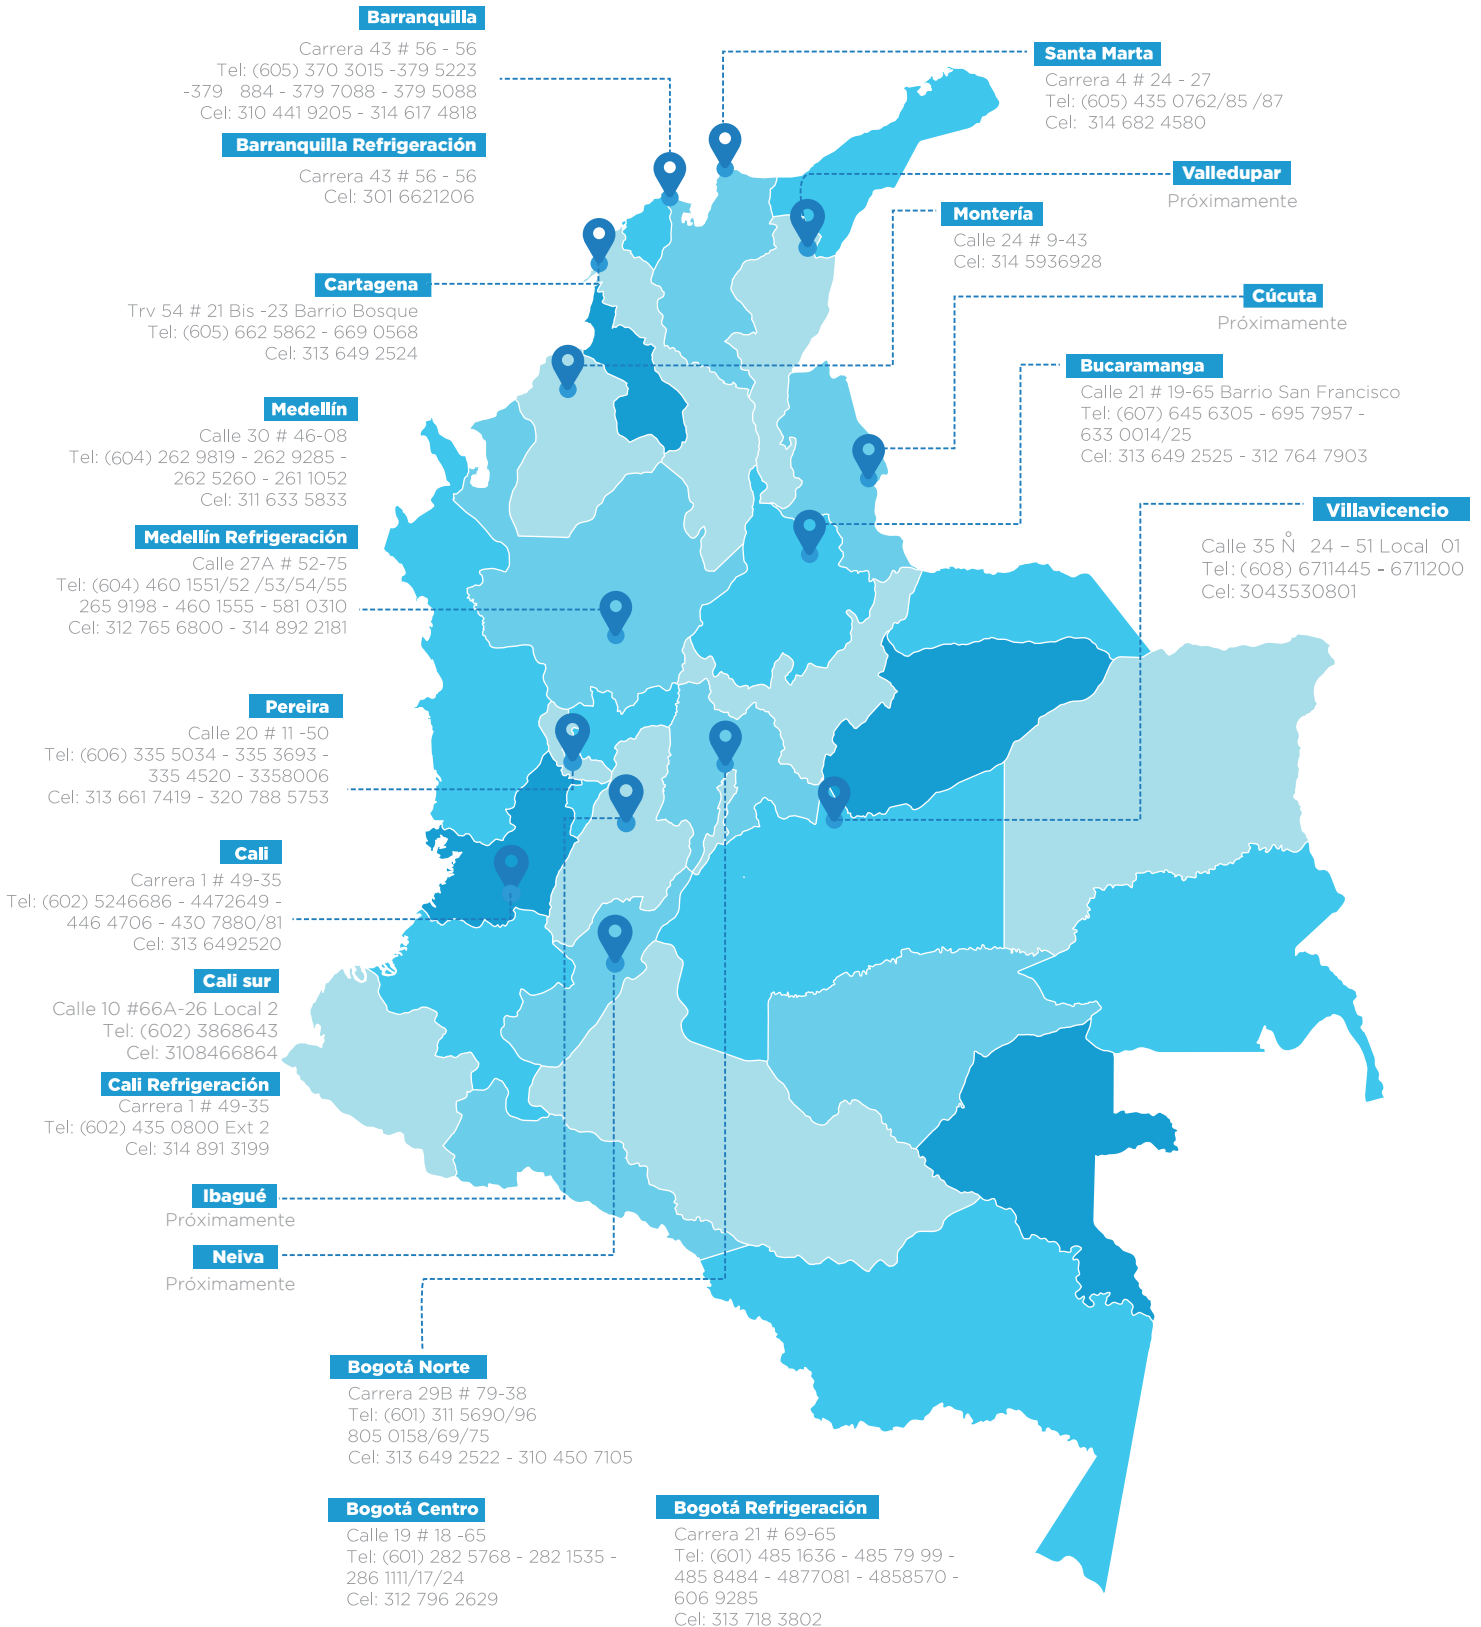 Barranquilla
Carrera 43 # 56 - 56
Tel: (605) 370 3015 -379 5223
-379 884 - 379 7088 - 379 5088
Cel: 310 441 9205 - 314 617 4818
Barranquilla Refrigeración
Carrera 43 # 56 - 56
Cel: 301 6621206
Cartagena
Trv 54 # 21 Bis -23 Barrio Bosque
Tel: (605) 662 5862 - 669 0568
Cel: 313 649 2524
Medellín
Calle 30 # 46-08
Tel: (604) 262 9819 - 262 9285 -
262 5260 - 261 1052
Cel: 311 633 5833
Medellín Refrigeración
Calle 27A # 52-75
Tel: (604) 460 1551/52 /53/54/55
265 9198 - 460 1555 - 581 0310
Cel: 312 765 6800 - 314 892 2181
Pereira
Calle 20 # 11 -50
Tel: (606) 335 5034 - 335 3693 -
335 4520 - 3358006
Cel: 313 661 7419 - 320 788 5753
Cali
Carrera 1 # 49-35
Tel: (602) 5246686 - 4472649 -
446 4706 - 430 7880/81
Cel: 313 6492520
Cali sur
Calle 10 #66A-26 Local 2
Tel: (602) 3868643
Cel: 3108466864
Cali Refrigeración
Carrera 1 # 49-35
Tel: (602) 435 0800 Ext 2
Cel: 314 891 3199
Ibagué
Próximamente
Neiva
Próximamente
Santa Marta
Carrera 4 # 24 - 27
Tel: (605) 435 0762/85 /87
Cel: 314 682 4580
Valledupar
Próximamente
Montería
Calle 24 # 9-43
Cel: 314 5936928
Cúcuta
Próximamente
Bucaramanga
Calle 21 # 19-65 Barrio San Francisco
Tel: (607) 645 6305 - 695 7957 -
633 0014/25
Cel: 313 649 2525 - 312 764 7903
Villavicencio
Calle 35 N° 24 – 51 Local 01
Tel: (608) 6711445 - 6711200
Cel: 3043530801
Bogotá Norte
Carrera 29B # 79-38
Tel: (601) 311 5690/96
805 0158/69/75
Cel: 313 649 2522 - 310 450 7105
Bogotá Centro
Calle 19 # 18 -65
Tel: (601) 282 5768 - 282 1535 -
286 1111/17/24
Cel: 312 796 2629
Bogotá Refrigeración
Carrera 21 # 69-65
Tel: (601) 485 1636 - 485 79 99 -
485 8484 - 4877081 - 4858570 -
606 9285
Cel: 313 718 3802